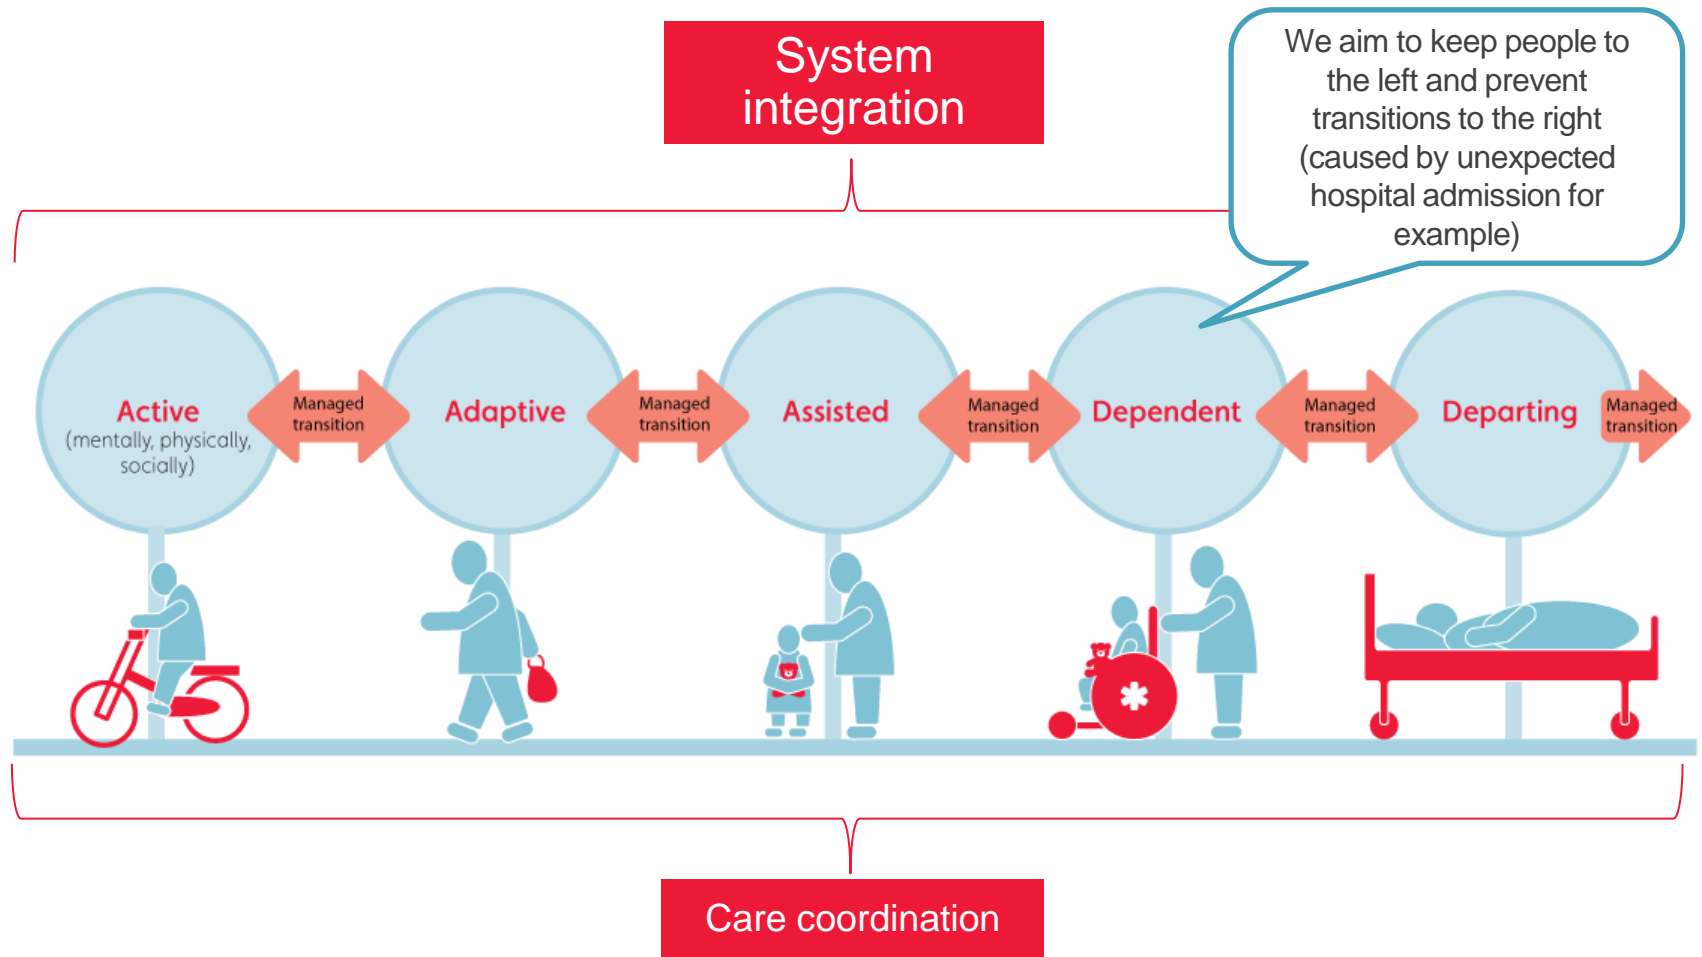 System
integration
We aim to keep people to
the left and prevent
transitions to the right
(caused by unexpected
hospital admission for
example)
Active
(mentally, physically,
socially)
Managed
transition
Adaptive
Managed
transition
Assisted
Managed
transition
Dependent
Managed
transition
Departing
Managed
transition
Care coordination